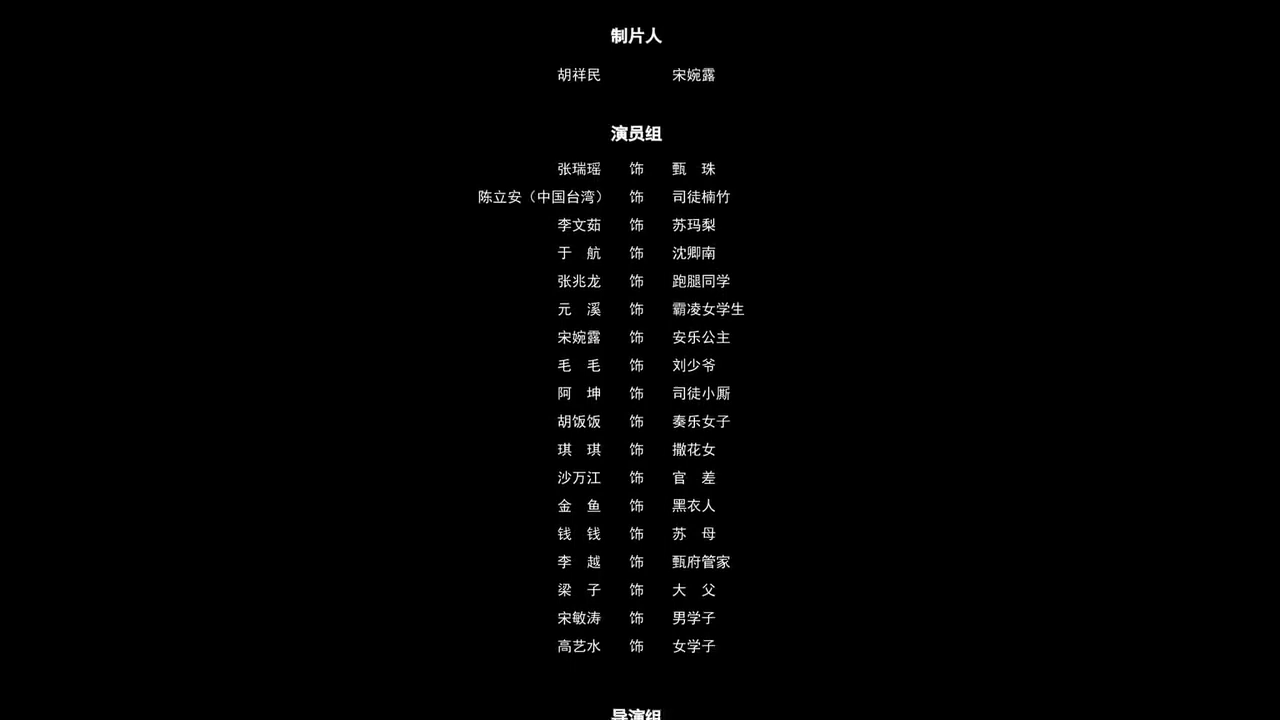 制片人
胡祥民 宋婉露
演员组
张瑞瑶 饰 甄 珠
陈立安（中国台湾） 饰 司徒楠竹
李文茹 饰 苏玛梨
于 航 饰 沈卿南
张兆龙 饰 跑腿同学
元 溪 饰 霸凌女学生
宋婉露 饰 安乐公主
毛 毛 饰 刘少爷
阿 坤 饰 司徒小厮
胡饭饭 饰 奏乐女子
琪 琪 饰 撒花女
沙万江 饰 官 差
金 鱼 饰 黑衣人
钱 钱 饰 苏 母
李 越 饰 甄府管家
梁 子 饰 大 父
宋敏涛 饰 男学子
高艺水 饰 女学子
导演组